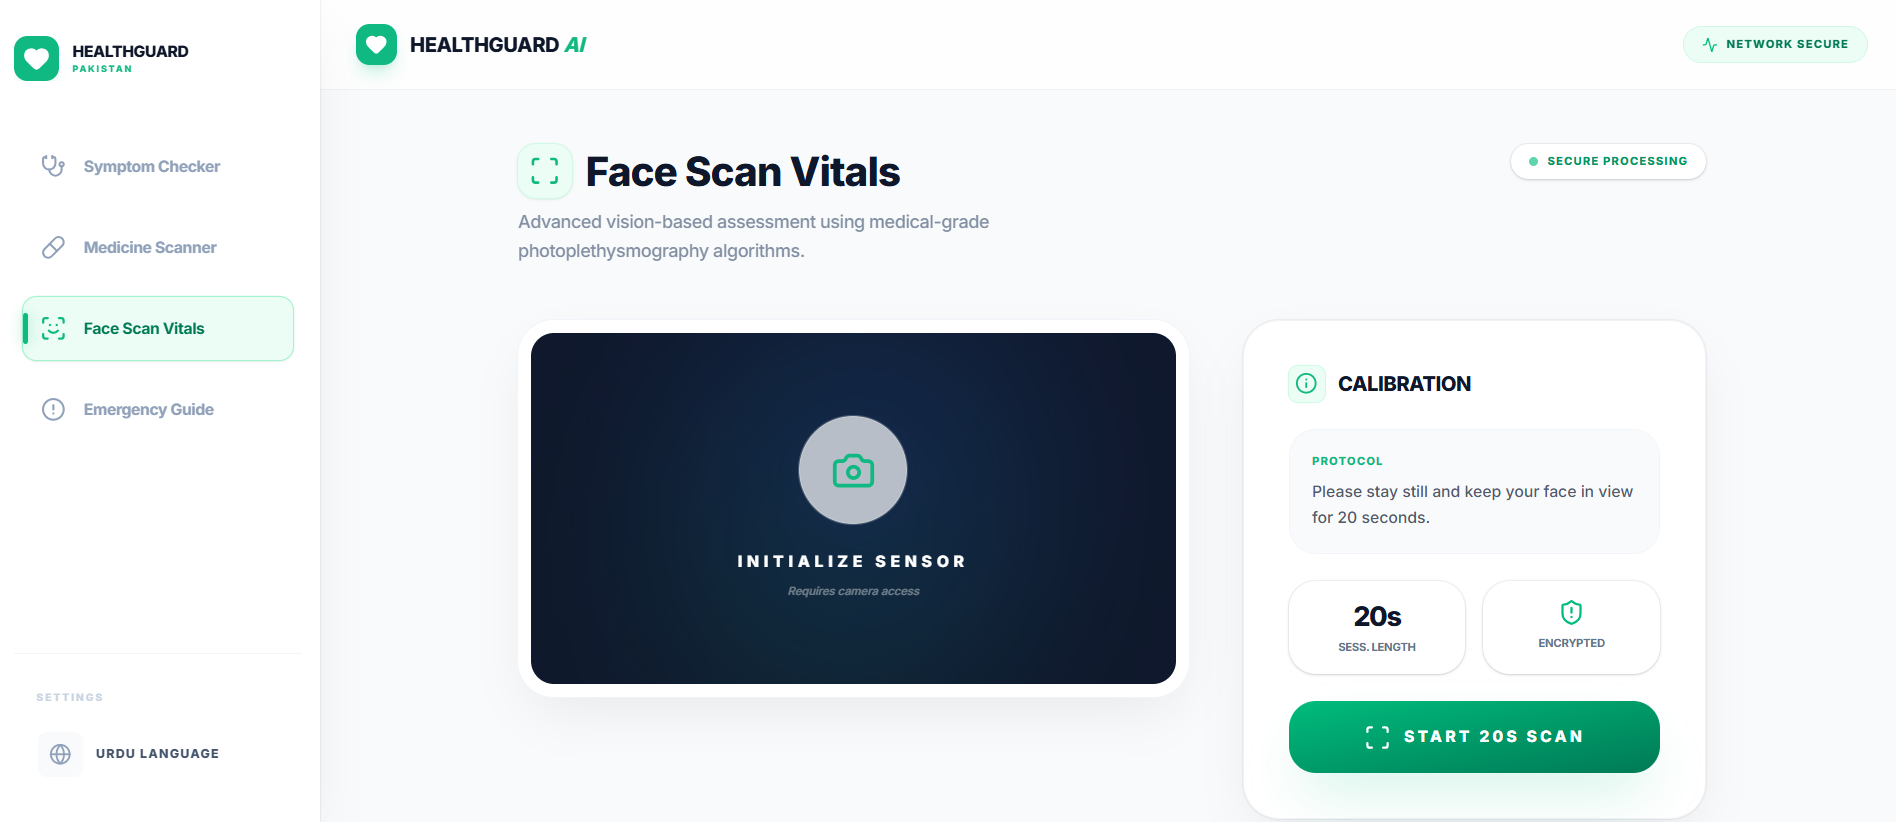 HEALTHGUARD
PAKISTAN
Symptom Checker
Medicine Scanner
Face Scan Vitals
Emergency Guide
SETTINGS
URDU LANGUAGE
HEALTHGUARD AI
NETWORK SECURE
Face Scan Vitals
SECURE PROCESSING
Advanced vision-based assessment using medical-grade
photoplethysmography algorithms.
INITIALIZE SENSOR
Requires camera access
CALIBRATION
PROTOCOL
Please stay still and keep your face in view
for 20 seconds.
20s
SESS. LENGTH
ENCRYPTED
START 20S SCAN